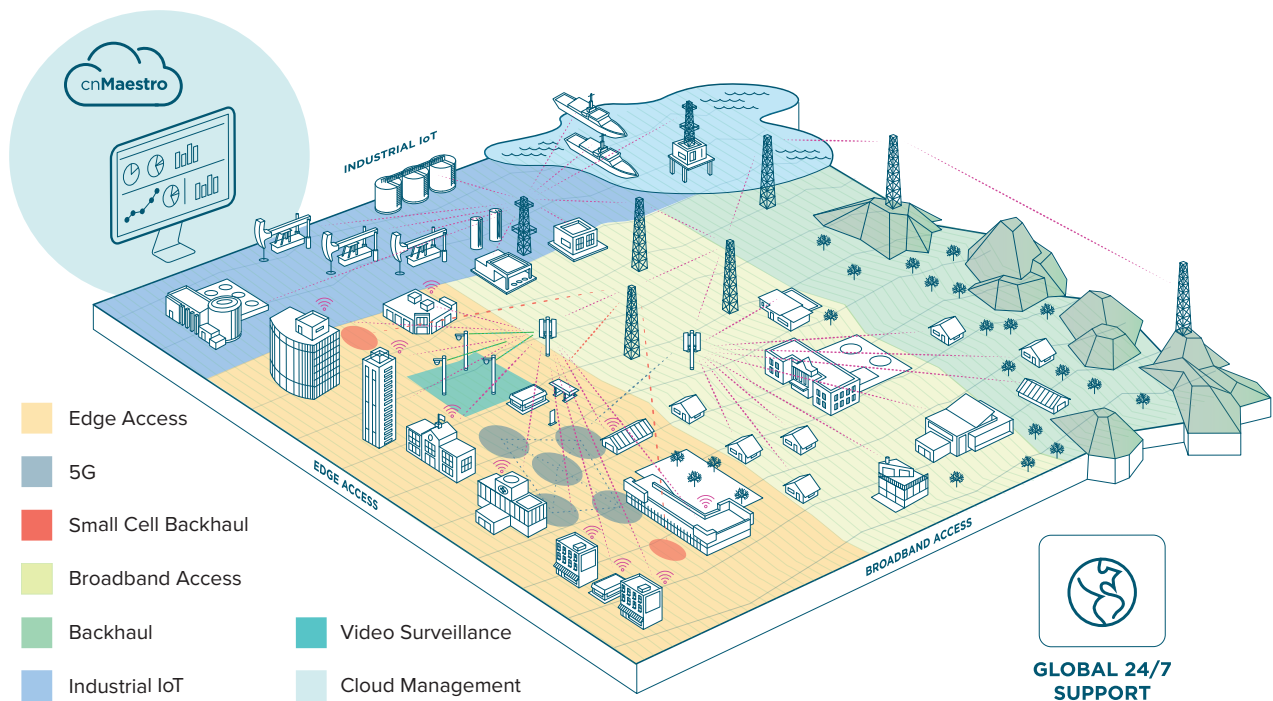 cnMaestro
INDUSTRIAL IoT
EDGE ACCESS
BROADBAND ACCESS
Edge Access
5G
Small Cell Backhaul
Broadband Access
Backhaul
Industrial IoT
Video Surveillance
Cloud Management
GLOBAL 24/7
SUPPORT